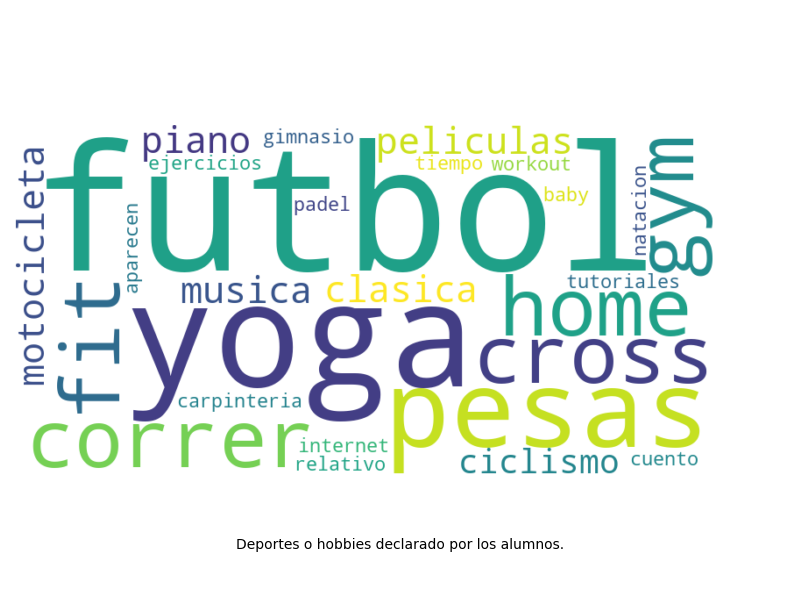 piano
gimnasio
peliculas
ejercicios
tiempo
workout
futbol
padel
baby
natacion
gym
motocicleta
aparecen
fit
musica
clasica
tutoriales
home
yoga
cross
carpinteria
pesas
correr
internet
relativo
ciclismo
cuento
Deportes o hobbies declarado por los alumnos.